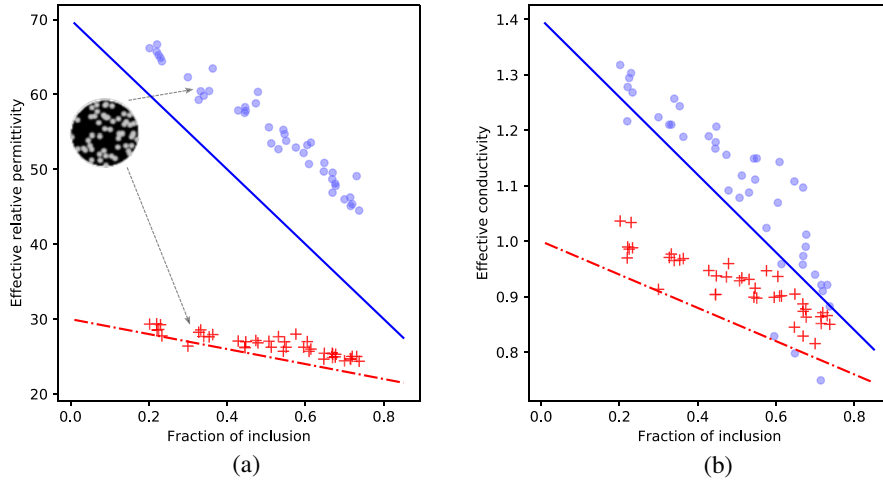 70
60
50
40
30
20
Effective relative permittivity
0.0 0.2 0.4 0.6 0.8
Fraction of inclusion
(a)
1.4
1.3
1.2
1.1
1.0
0.9
0.8
Effective conductivity
0.0 0.2 0.4 0.6 0.8
Fraction of inclusion
(b)